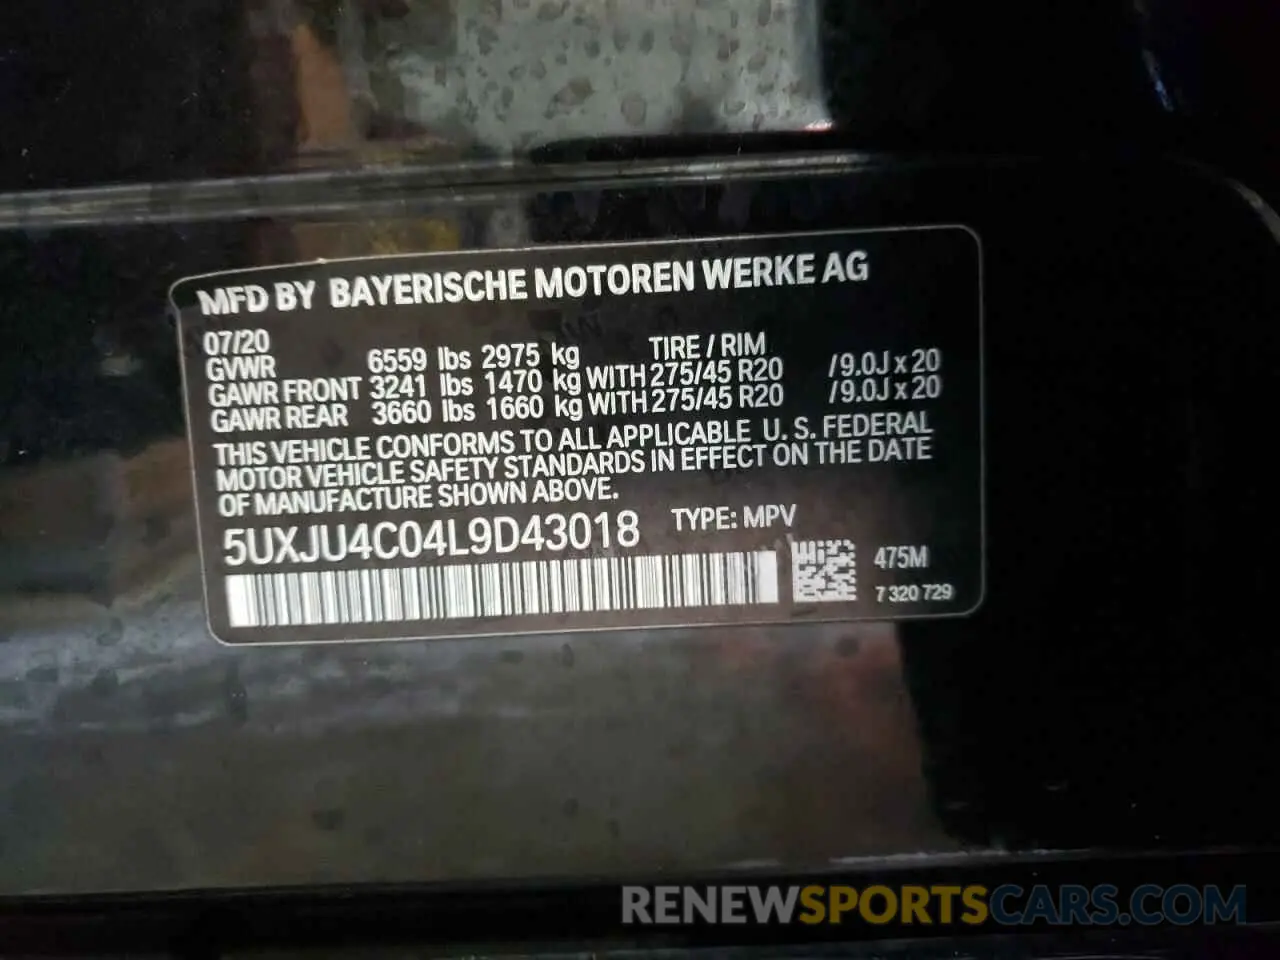 MFD BY BAYERISCHE MOTOREN WERKE AG
07/20
GVWR 6559 lbs 2975 kg TIRE / RIM
GAWR FRONT 3241 lbs 1470 kg WITH 275/45 R20 /9.0J x 20
GAWR REAR 3660 lbs 1660 kg WITH 275/45 R20 /9.0J x 20
THIS VEHICLE CONFORMS TO ALL APPLICABLE U. S. FEDERAL
MOTOR VEHICLE SAFETY STANDARDS IN EFFECT ON THE DATE
OF MANUFACTURE SHOWN ABOVE.
5UXJU4C04L9D43018 TYPE: MPV
475M
7 320 729
RENEWSPORTSCARS.COM